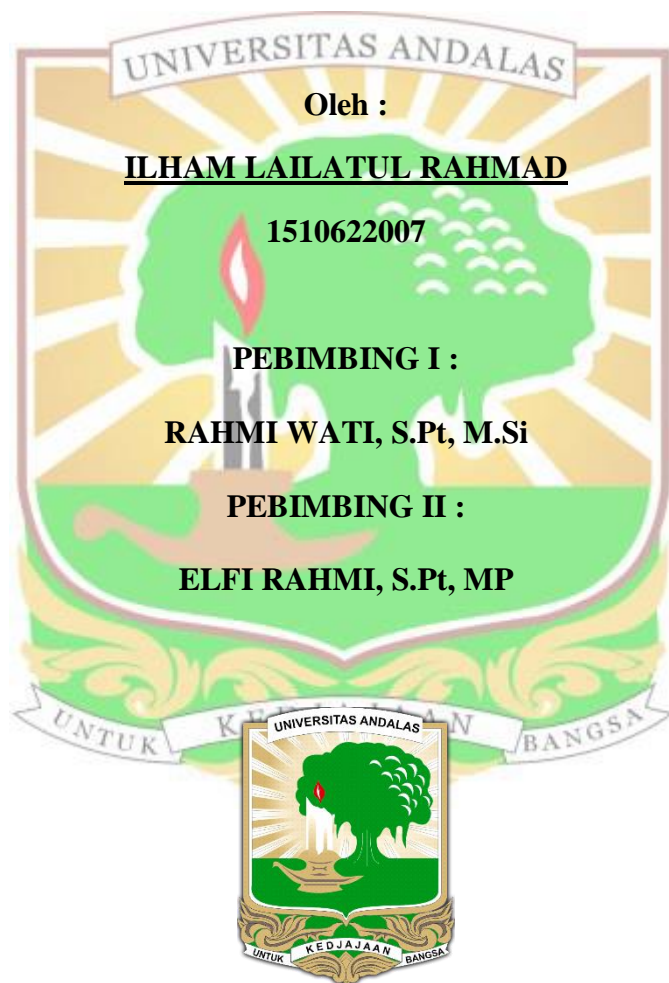 UNIVERSITAS ANDALAS
Oleh :
ILHAM LAILATUL RAHMAD
1510622007
PEBIMBING I :
RAHMI WATI, S.Pt, M.Si
PEBIMBING II :
ELFI RAHMI, S.Pt, MP
UNTUK KEDJAJAAN BANGSA
UNIVERSITAS ANDALAS
UNTUK KEDJAJAAN BANGSA